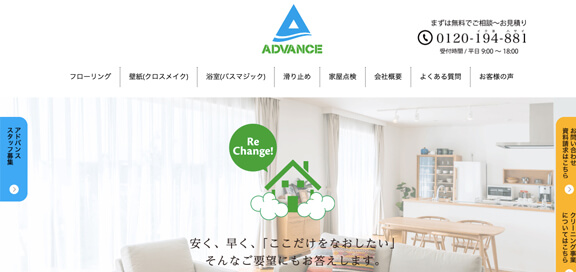 ADVANCE
まずは無料でご相談〜お見積り
0120-194-881
受付時間 / 平日 9:00 〜 18:00
フローリング
壁紙(クロスメイク)
浴室(バスマジック)
滑り止め
家屋点検
会社概要
よくある質問
お客様の声
アドバンス
スタッフ募集
Re
Change!
お問い合わせ
資料請求はこちら
クリーニング事業
についてはこちら
安く、早く、「ここだけをなおしたい」
そんなご要望にもお答えします。